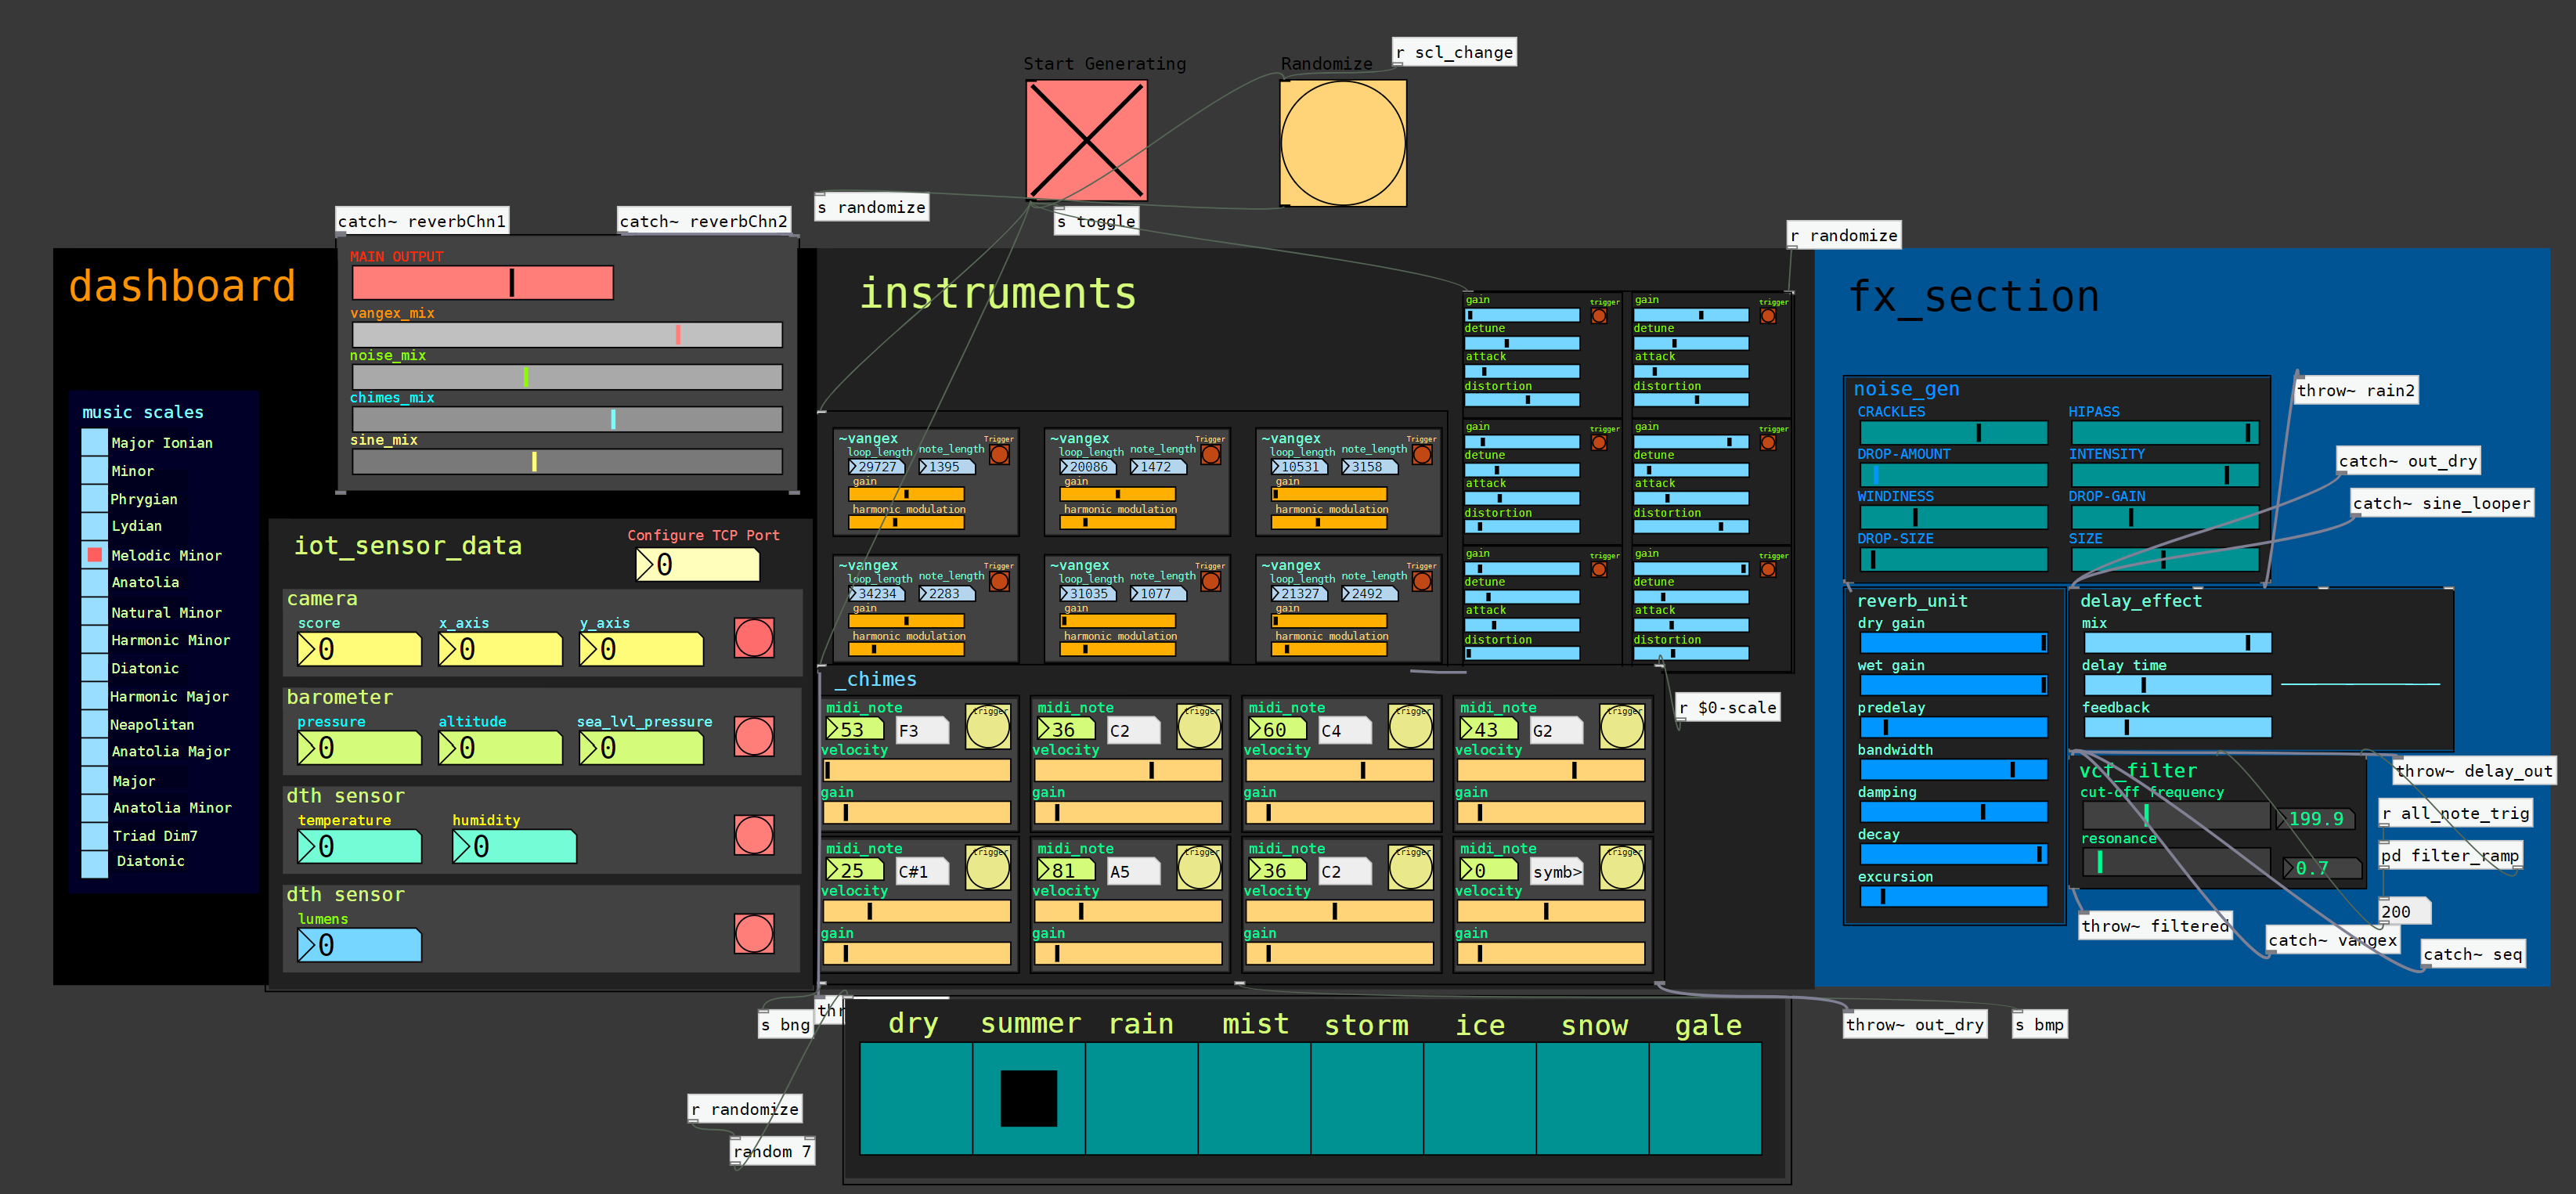 r scl_change
Start Generating
Randomize
s randomize
s toggle
catch~ reverbChn1
catch~ reverbChn2
r randomize
dashboard
MAIN OUTPUT
vangex_mix
noise_mix
chimes_mix
sine_mix
music scales
Major Ionian
Minor
Phrygian
Lydian
Melodic Minor
Anatolia
Natural Minor
Harmonic Minor
Diatonic
Harmonic Major
Neapolitan
Anatolia Major
Major
Anatolia Minor
Triad Dim7
Diatonic
iot_sensor_data
Configure TCP Port
0
camera
score x_axis y_axis
0 0 0
barometer
pressure altitude sea_lvl_pressure
0 0 0
dth sensor
temperature humidity
0 0
dth sensor
lumens
0
instruments
~vangex Trigger
loop_length note_length
29727 1395
gain
harmonic modulation
~vangex Trigger
loop_length note_length
20086 1472
gain
harmonic modulation
~vangex Trigger
loop_length note_length
10531 3158
gain
harmonic modulation
~vangex Trigger
loop_length note_length
34234 2283
gain
harmonic modulation
~vangex Trigger
loop_length note_length
31035 1077
gain
harmonic modulation
~vangex Trigger
loop_length note_length
21327 2492
gain
harmonic modulation
gain trigger
detune
attack
distortion
gain trigger
detune
attack
distortion
gain trigger
detune
attack
distortion
gain trigger
detune
attack
distortion
gain trigger
detune
attack
distortion
gain trigger
detune
attack
distortion
r $0-scale
_chimes
midi_note trigger
53 F3
velocity
gain
midi_note trigger
36 C2
velocity
gain
midi_note trigger
60 C4
velocity
gain
midi_note trigger
43 G2
velocity
gain
midi_note trigger
25 C#1
velocity
gain
midi_note trigger
81 A5
velocity
gain
midi_note trigger
36 C2
velocity
gain
midi_note trigger
0 symb>
velocity
gain
fx_section
noise_gen
CRACKLES HIPASS
DROP-AMOUNT INTENSITY
WINDINESS DROP-GAIN
DROP-SIZE SIZE
throw~ rain2
catch~ out_dry
catch~ sine_looper
reverb_unit
dry gain
wet gain
predelay
bandwidth
damping
decay
excursion
delay_effect
mix
delay time
feedback
throw~ delay_out
vcf_filter
cut-off frequency
199.9
resonance
0.7
r all_note_trig
pd filter_ramp
200
throw~ filtered
catch~ vangex
catch~ seq
s bng
thr
throw~ out_dry
s bmp
dry summer rain mist storm ice snow gale
r randomize
random 7